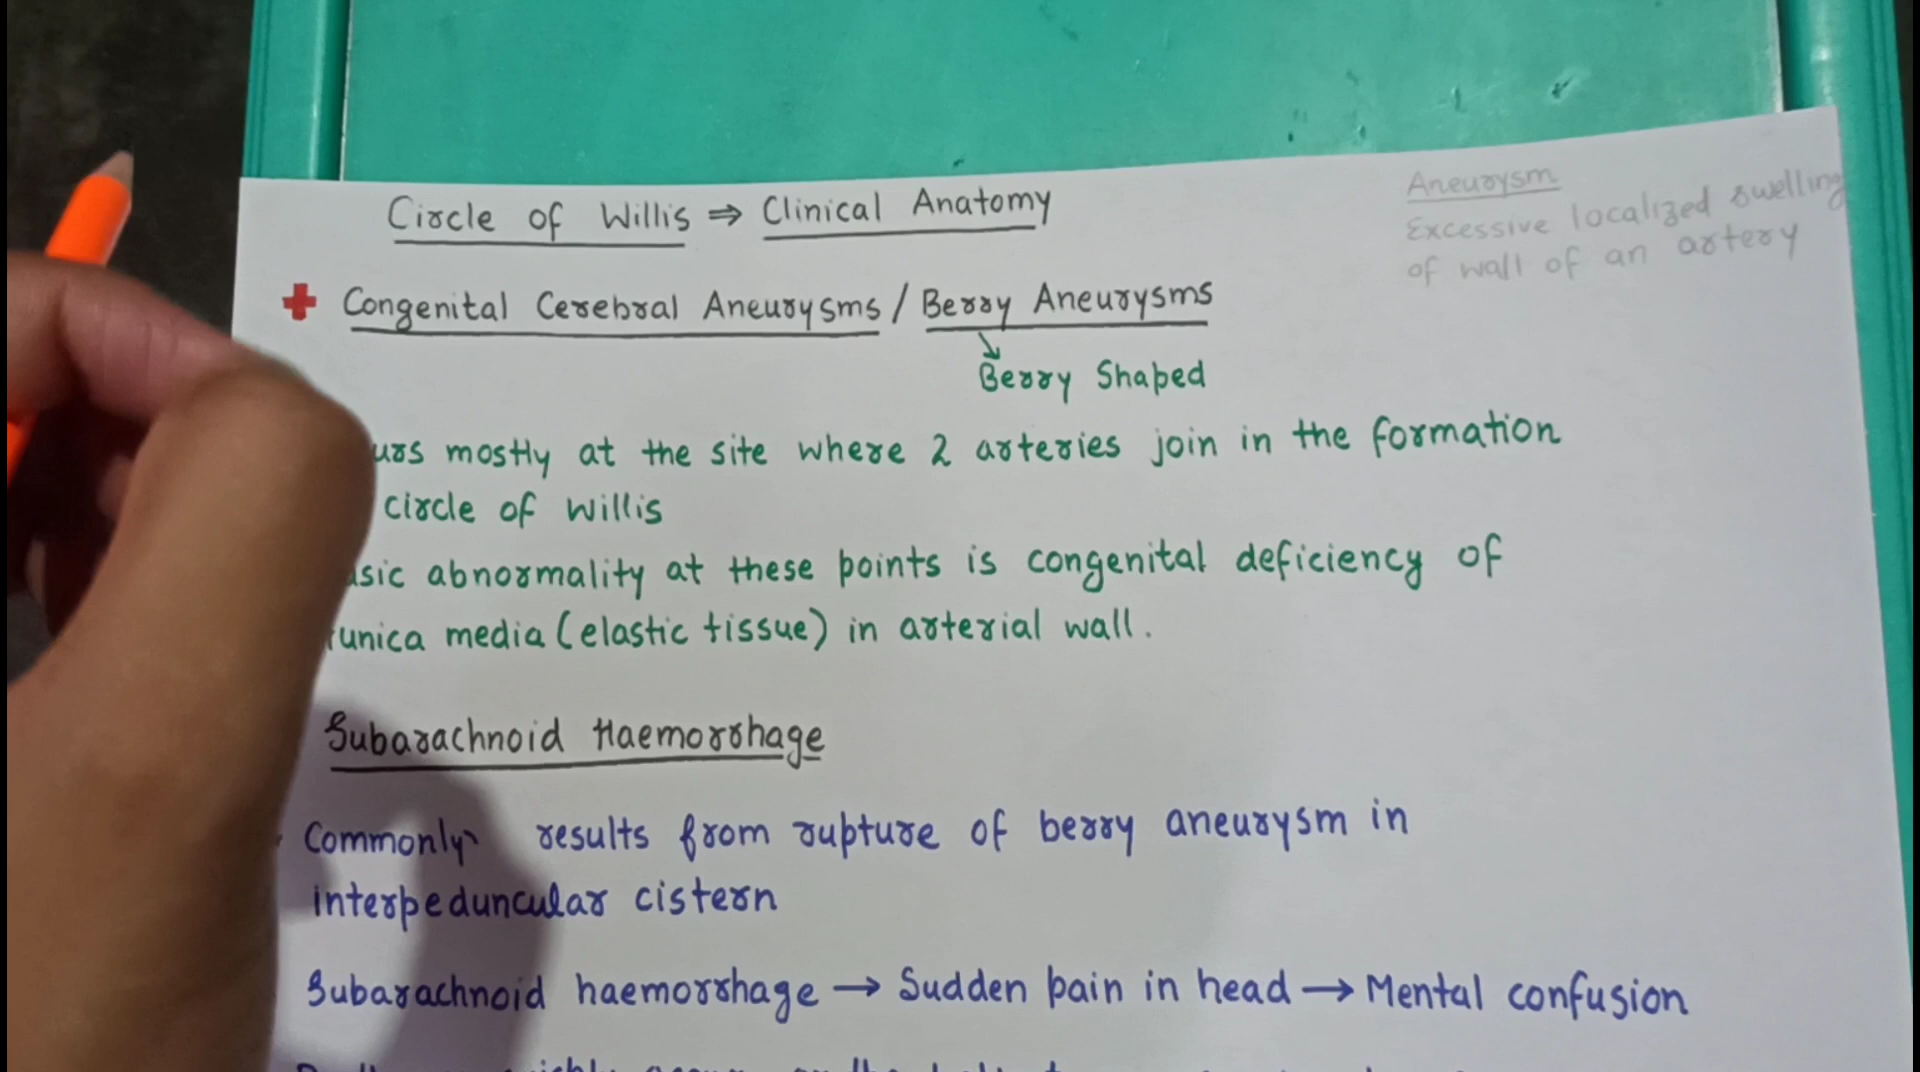 Circle of Willis ⇒ Clinical Anatomy
Aneurysm
Excessive localized swelling
of wall of an artery
Congenital Cerebral Aneurysms / Berry Aneurysms
Berry Shaped
mostly at the site where 2 arteries join in the formation
circle of Willis
abnormality at these points is congenital deficiency of
media (elastic tissue) in arterial wall.
Subarachnoid Haemorrhage
Commonly results from rupture of berry aneurysm in
interpeduncular cistern
Subarachnoid haemorrhage → Sudden pain in head → Mental confusion